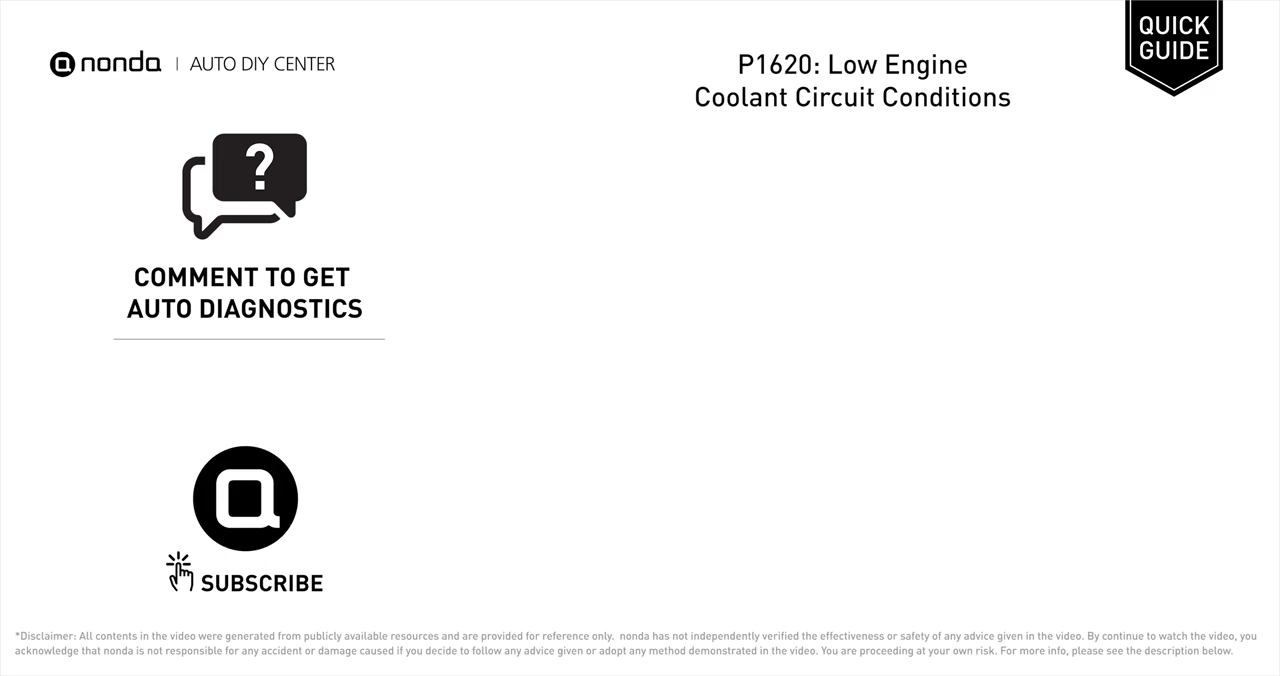 nonda | AUTO DIY CENTER
P1620: Low Engine
Coolant Circuit Conditions
QUICK
GUIDE
?
COMMENT TO GET
AUTO DIAGNOSTICS
SUBSCRIBE
*Disclaimer: All contents in the video were generated from publicly available resources and are provided for reference only.  nonda has not independently verified the effectiveness or safety of any advice given in the video. By continue to watch the video, you
acknowledge that nonda is not responsible for any accident or damage caused if you decide to follow any advice given or adopt any method demonstrated in the video. You are proceeding at your own risk. For more info, please see the description below.